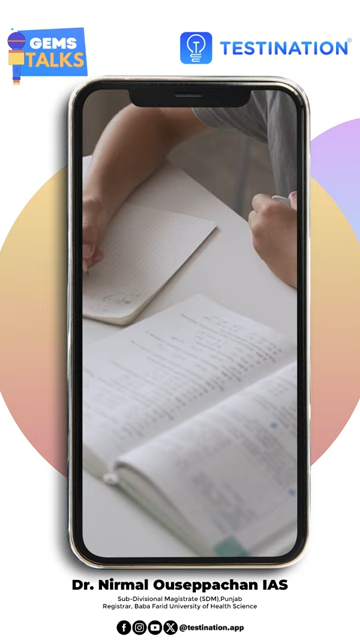 GEMS
TALKS
TESTINATION®
Dr. Nirmal Ouseppachan IAS
Sub-Divisional Magistrate (SDM),Punjab
Registrar, Baba Farid University of Health Science
@testination.app